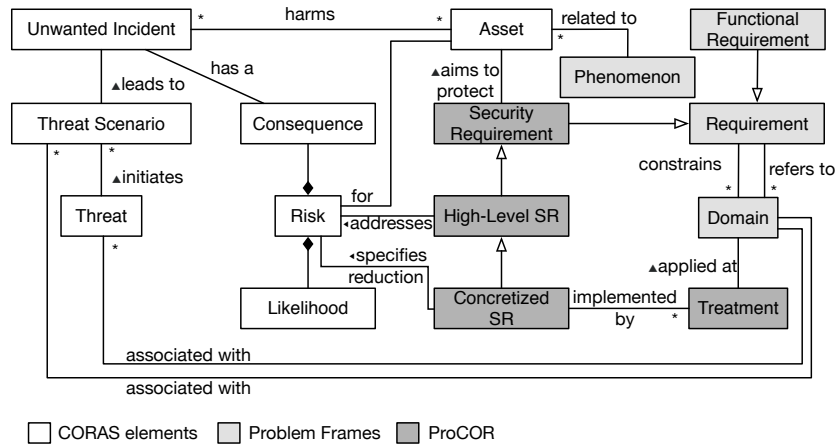 Unwanted Incident
*
harms
*
Asset
related to
*
Functional
Requirement
Phenomenon
▲leads to
has a
▲aims to
protect
Threat Scenario
*
*
Consequence
Security
Requirement
Requirement
▲initiates
constrains
*
refers to
*
Threat
*
for
Risk
◂addresses
High-Level SR
Domain
◂specifies
reduction
▲applied at
Likelihood
Concretized
SR
implemented
by
*
Treatment
associated with
associated with
CORAS elements
Problem Frames
ProCOR